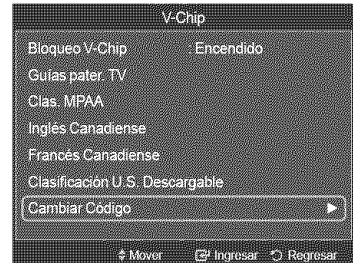 V-Chip
Bloqueo V-Chip : Encendido
Guías pater. TV
Clas. MPAA
Inglés Canadiense
Francés Canadiense
Clasificación U.S. Descargable
Cambiar Código
Mover Ingresar Regresar